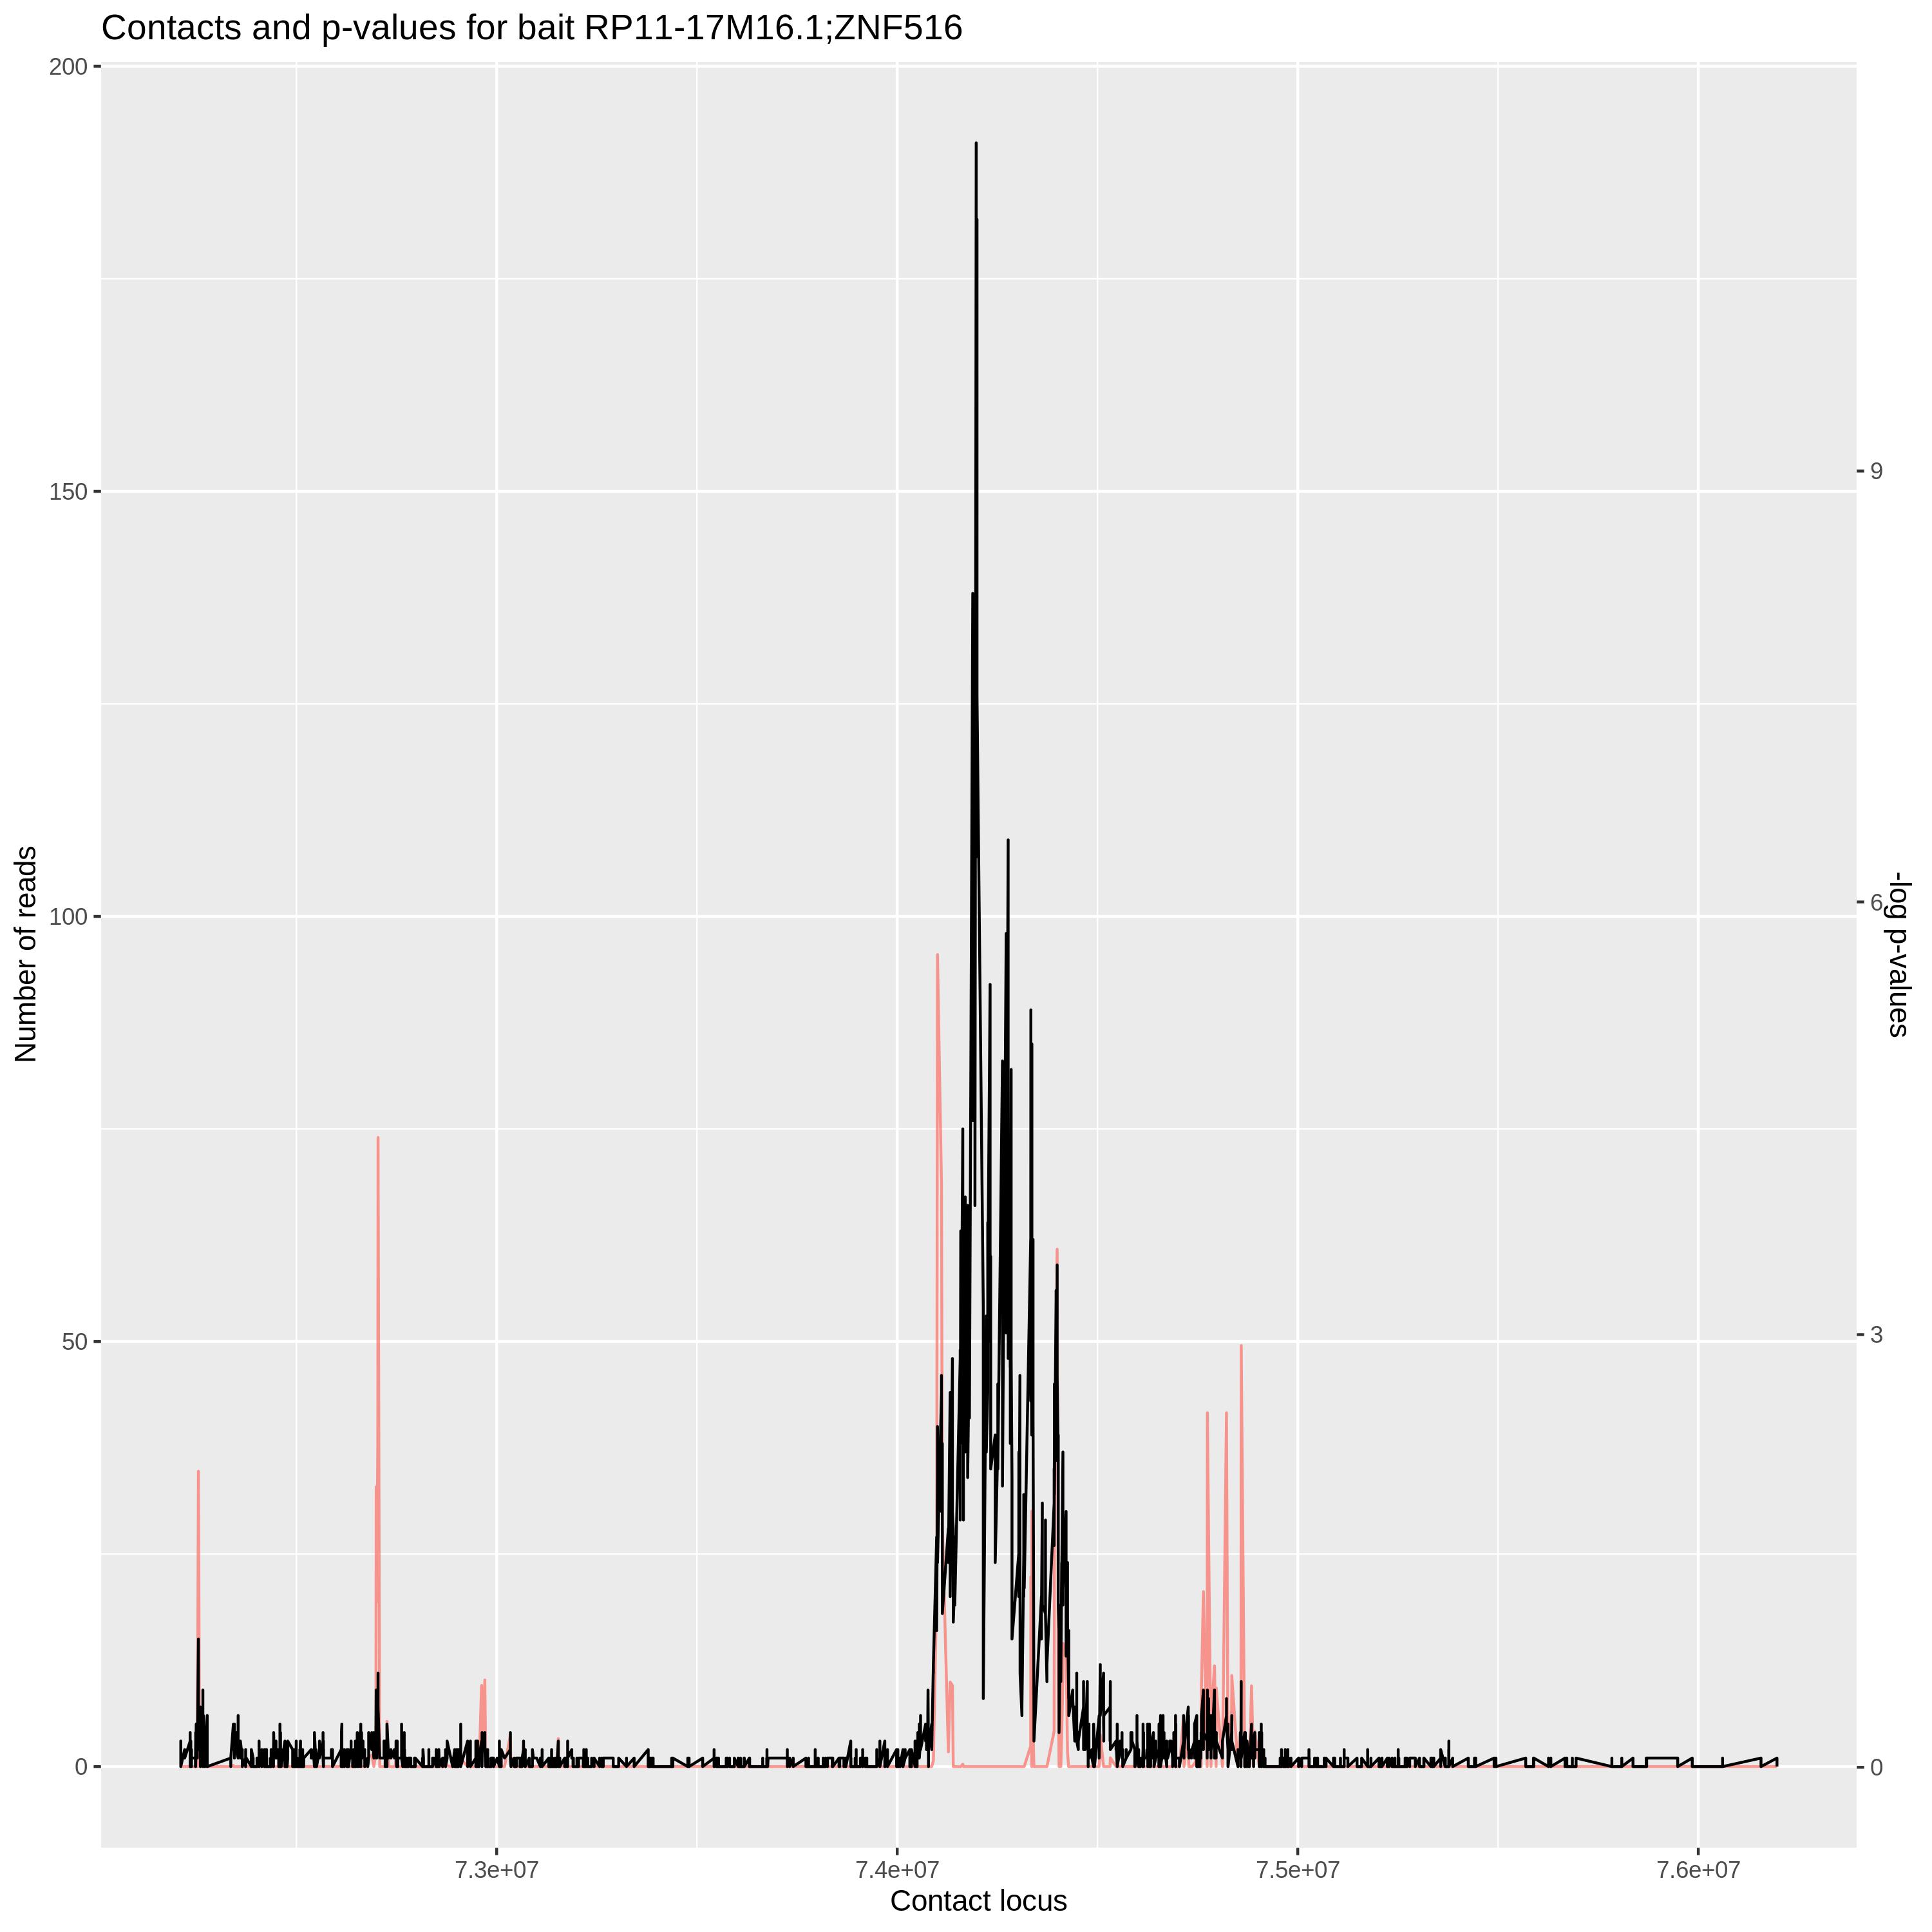 Contacts and p-values for bait RP11-17M16.1;ZNF516
200
150
100
50
0
Number of reads
9
6
3
0
-log p-values
7.3e+07
7.4e+07
7.5e+07
7.6e+07
Contact locus